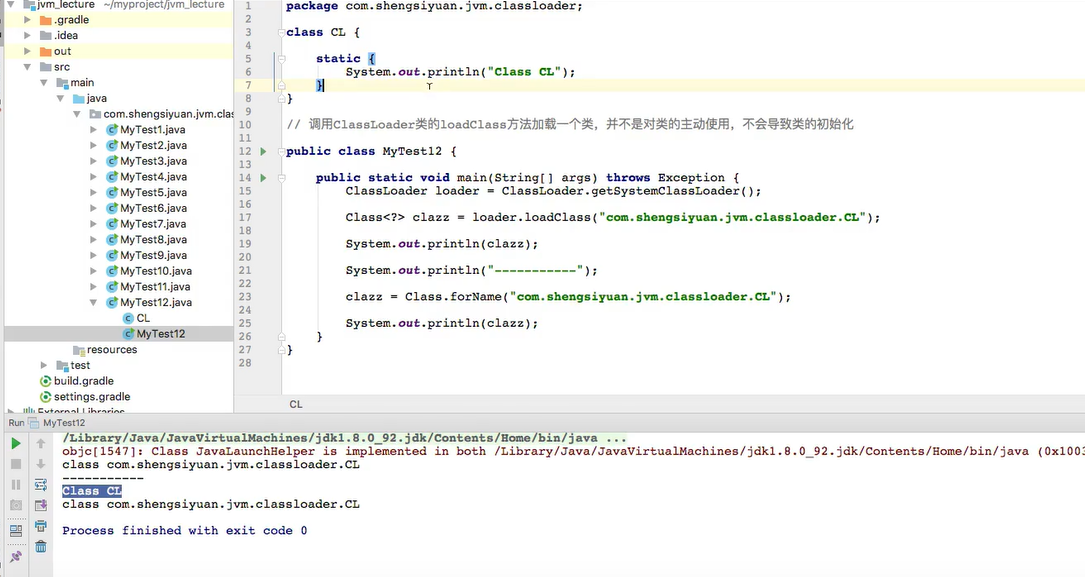 jvm_lecture ~/myproject/jvm_lecture
.gradle
.idea
out
src
main
java
com.shengsiyuan.jvm.clas
MyTest1.java
MyTest2.java
MyTest3.java
MyTest4.java
MyTest5.java
MyTest6.java
MyTest7.java
MyTest8.java
MyTest9.java
MyTest10.java
MyTest11.java
MyTest12.java
CL
MyTest12
resources
test
build.gradle
settings.gradle
External Libraries
1 package com.shengsiyuan.jvm.classloader;
2
3 class CL {
4
5 static {
6 System.out.println("Class CL");
7 }
8 }
9
10 // 调用ClassLoader类的loadClass方法加载一个类，并不是对类的主动使用，不会导致类的初始化
11
12 public class MyTest12 {
13
14 public static void main(String[] args) throws Exception {
15 ClassLoader loader = ClassLoader.getSystemClassLoader();
16
17 Class<?> clazz = loader.loadClass("com.shengsiyuan.jvm.classloader.CL");
18
19 System.out.println(clazz);
20
21 System.out.println("-----------");
22
23 clazz = Class.forName("com.shengsiyuan.jvm.classloader.CL");
24
25 System.out.println(clazz);
26 }
27 }
28
CL
Run MyTest12
/Library/Java/JavaVirtualMachines/jdk1.8.0_92.jdk/Contents/Home/bin/java ...
objc[1547]: Class JavaLaunchHelper is implemented in both /Library/Java/JavaVirtualMachines/jdk1.8.0_92.jdk/Contents/Home/bin/java (0x1003
class com.shengsiyuan.jvm.classloader.CL
-----------
Class CL
class com.shengsiyuan.jvm.classloader.CL
Process finished with exit code 0